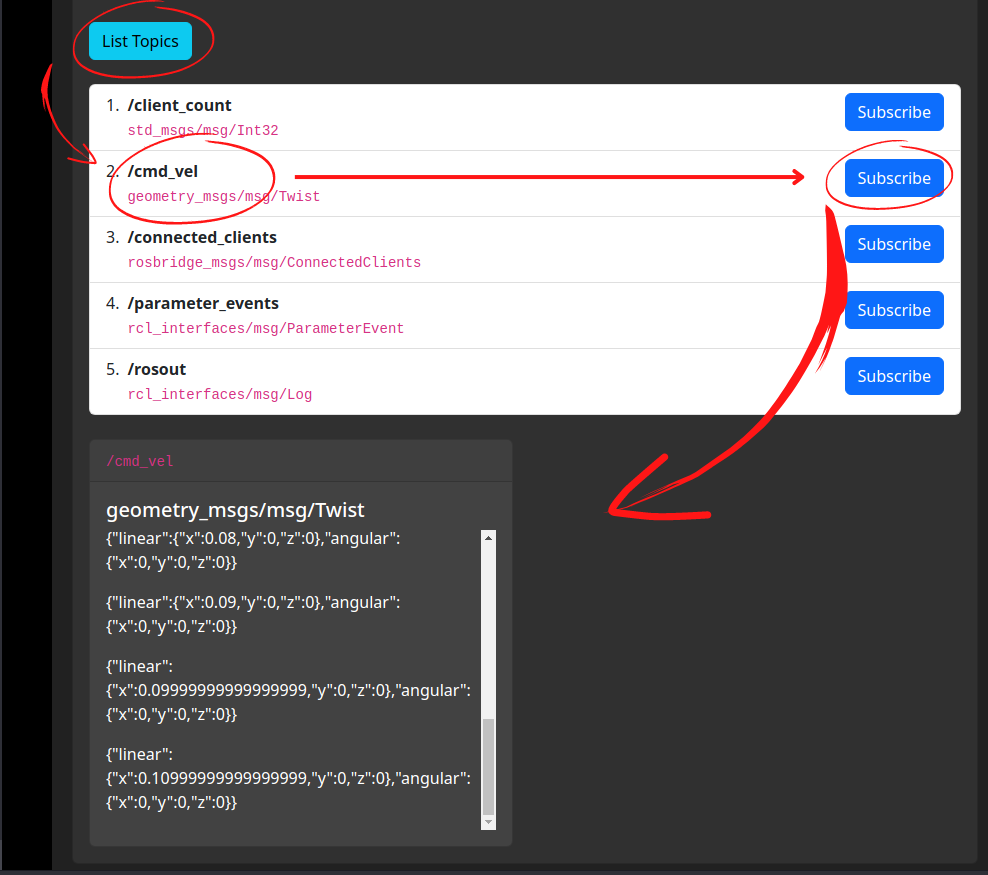 List Topics
1. /client_count
std_msgs/msg/Int32
Subscribe
2. /cmd_vel
geometry_msgs/msg/Twist
Subscribe
3. /connected_clients
rosbridge_msgs/msg/ConnectedClients
Subscribe
4. /parameter_events
rcl_interfaces/msg/ParameterEvent
Subscribe
5. /rosout
rcl_interfaces/msg/Log
Subscribe
/cmd_vel
geometry_msgs/msg/Twist
{"linear":{"x":0.08,"y":0,"z":0},"angular":
{"x":0,"y":0,"z":0}}
{"linear":{"x":0.09,"y":0,"z":0},"angular":
{"x":0,"y":0,"z":0}}
{"linear":
{"x":0.09999999999999999,"y":0,"z":0},"angular":
{"x":0,"y":0,"z":0}}
{"linear":
{"x":0.10999999999999999,"y":0,"z":0},"angular":
{"x":0,"y":0,"z":0}}